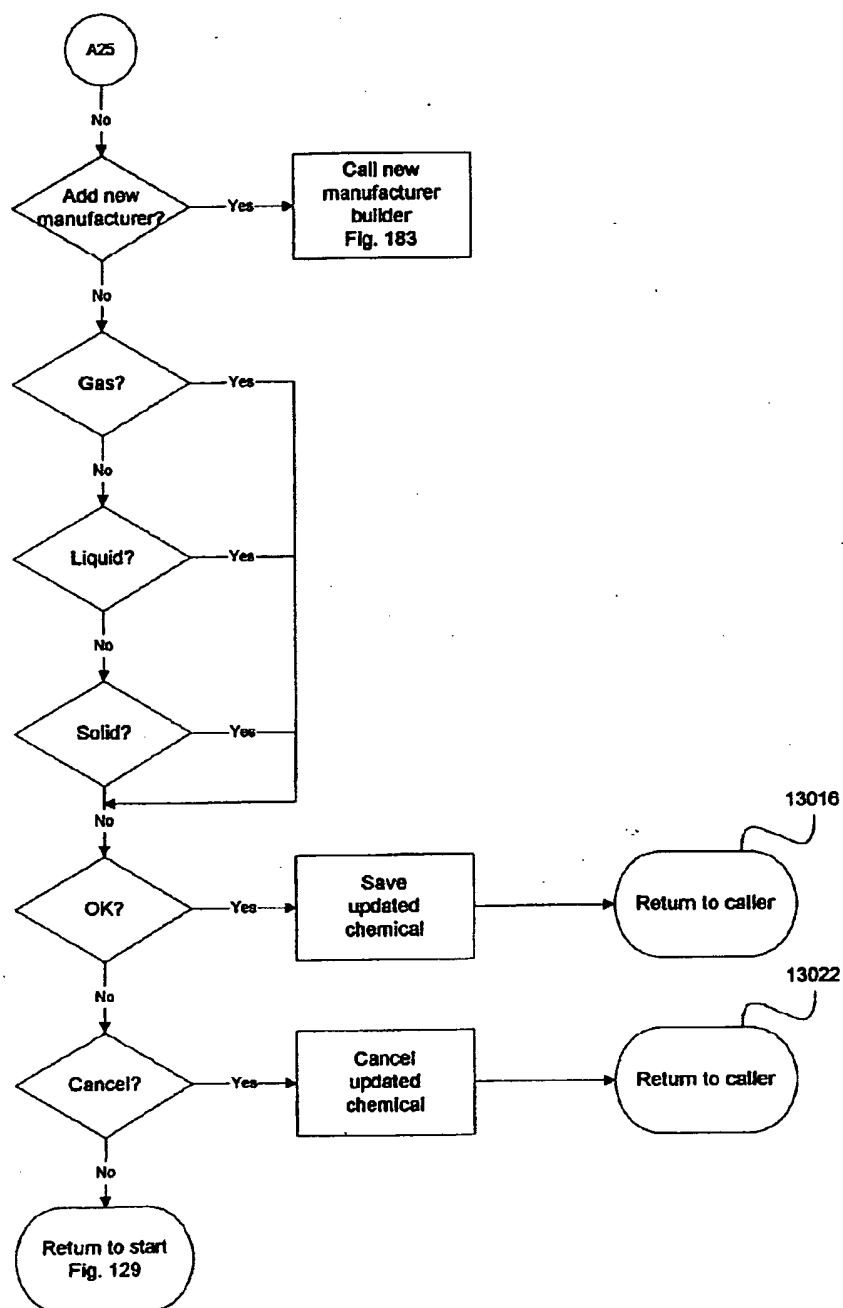 A25
No
Add new
manufacturer?
Yes
Call new
manufacturer
builder
Fig. 183
No
Gas?
Yes
No
Liquid?
Yes
No
Solid?
Yes
No
13016
OK?
Yes
Save
updated
chemical
Return to caller
No
13022
Cancel?
Yes
Cancel
updated
chemical
Return to caller
No
Return to start
Fig. 129